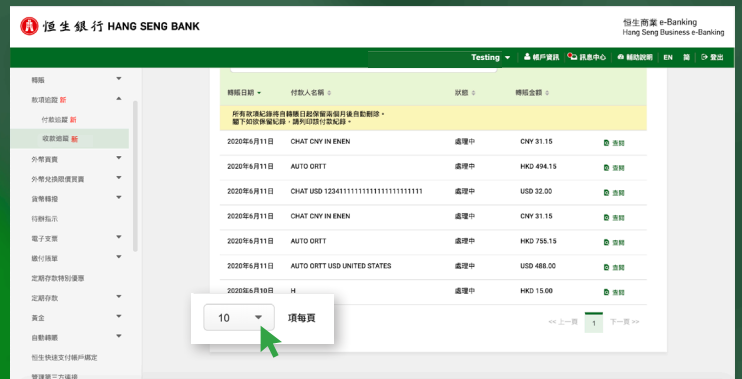 恒生銀行 HANG SENG BANK
恒生商業 e-Banking
Hang Seng Business e-Banking
Testing 帳戶資訊 訊息中心 輔助說明 EN 簡 登出
轉賬
款項追蹤 新
付款追蹤 新
收款追蹤 新
外幣買賣
外幣兌換限價買賣
貨幣轉撥
待辦指示
電子支票
繳付賬單
定期存款特別優惠
定期存款
黃金
自動轉賬
恒生快速支付帳戶綁定
轉賬日期 付款人名稱 狀態 轉賬金額
所有款項紀錄將自轉賬日起保留兩個月後自動刪除。
閣下如欲保留紀錄，請列印該付款紀錄。
2020年6月11日 CHAT CNY IN ENEN 處理中 CNY 31.15 查閱
2020年6月11日 AUTO ORTT 處理中 HKD 494.15 查閱
2020年6月11日 CHAT USD 12341111111111111111111111 處理中 USD 32.00 查閱
2020年6月11日 CHAT CNY IN ENEN 處理中 CNY 31.15 查閱
2020年6月11日 AUTO ORTT 處理中 HKD 755.15 查閱
2020年6月11日 AUTO ORTT USD UNITED STATES 處理中 USD 488.00 查閱
2020年6月10日 H 處理中 HKD 15.00 查閱
10 項每頁
<< 上一頁 1 下一頁 >>